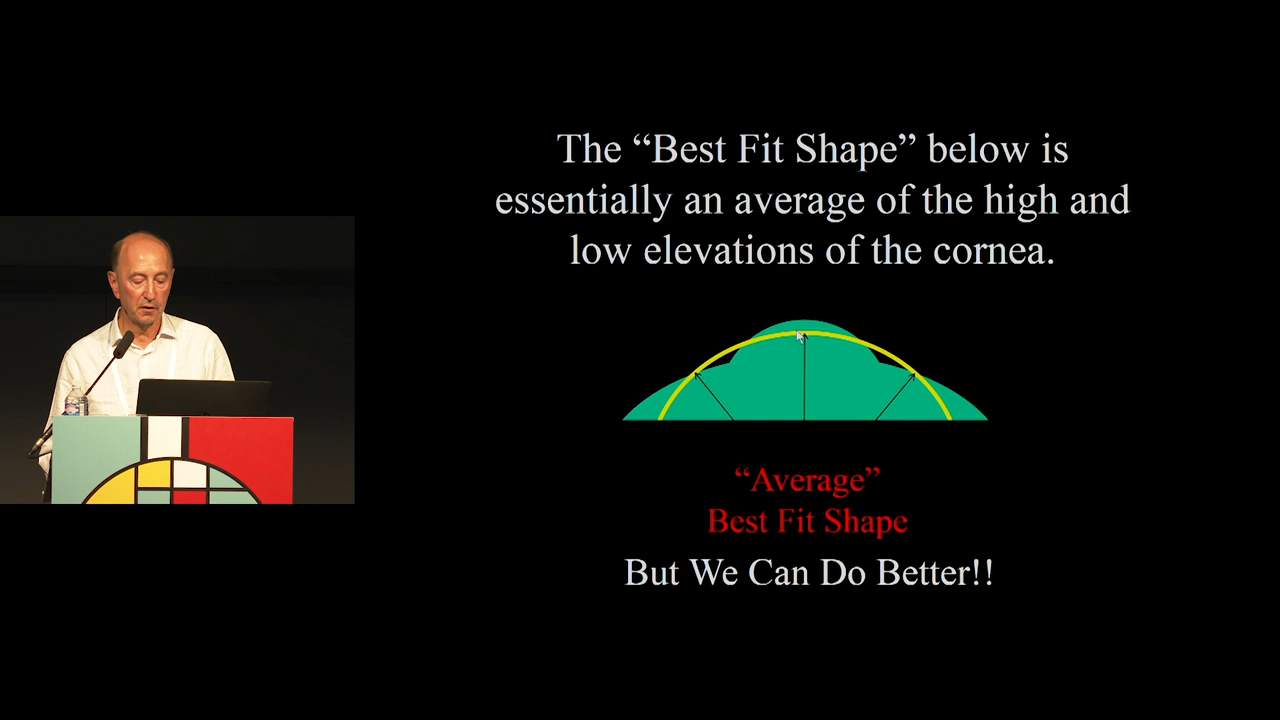 The “Best Fit Shape” below is
essentially an average of the high and
low elevations of the cornea.
“Average”
Best Fit Shape
But We Can Do Better!!